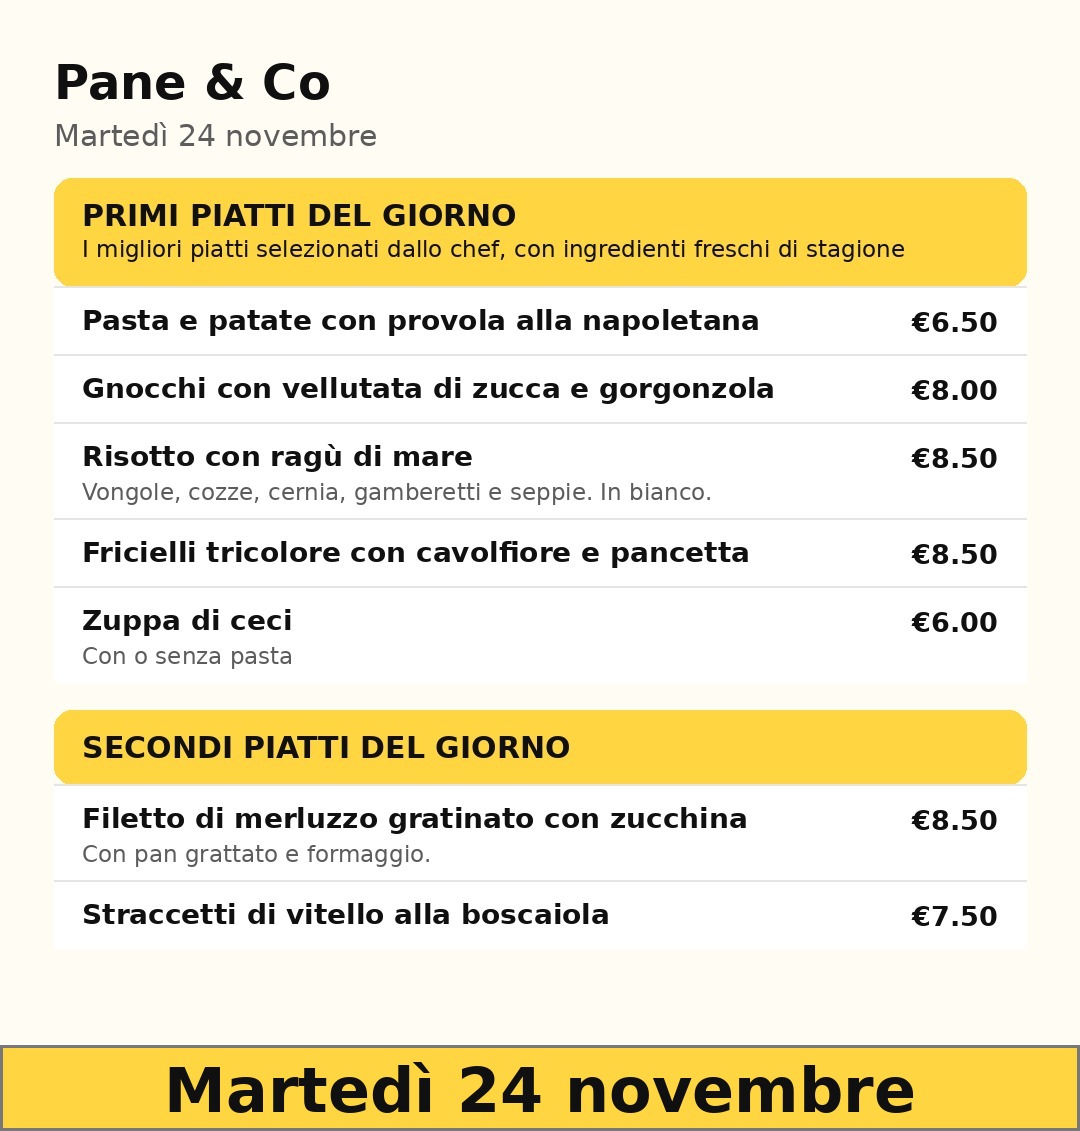 Pane & Co
Martedì 24 novembre
PRIMI PIATTI DEL GIORNO
I migliori piatti selezionati dallo chef, con ingredienti freschi di stagione
Pasta e patate con provola alla napoletana €6.50
Gnocchi con vellutata di zucca e gorgonzola €8.00
Risotto con ragù di mare €8.50
Vongole, cozze, cernia, gamberetti e seppie. In bianco.
Fricielli tricolore con cavolfiore e pancetta €8.50
Zuppa di ceci €6.00
Con o senza pasta
SECONDI PIATTI DEL GIORNO
Filetto di merluzzo gratinato con zucchina €8.50
Con pan grattato e formaggio.
Straccetti di vitello alla boscaiola €7.50
Martedì 24 novembre